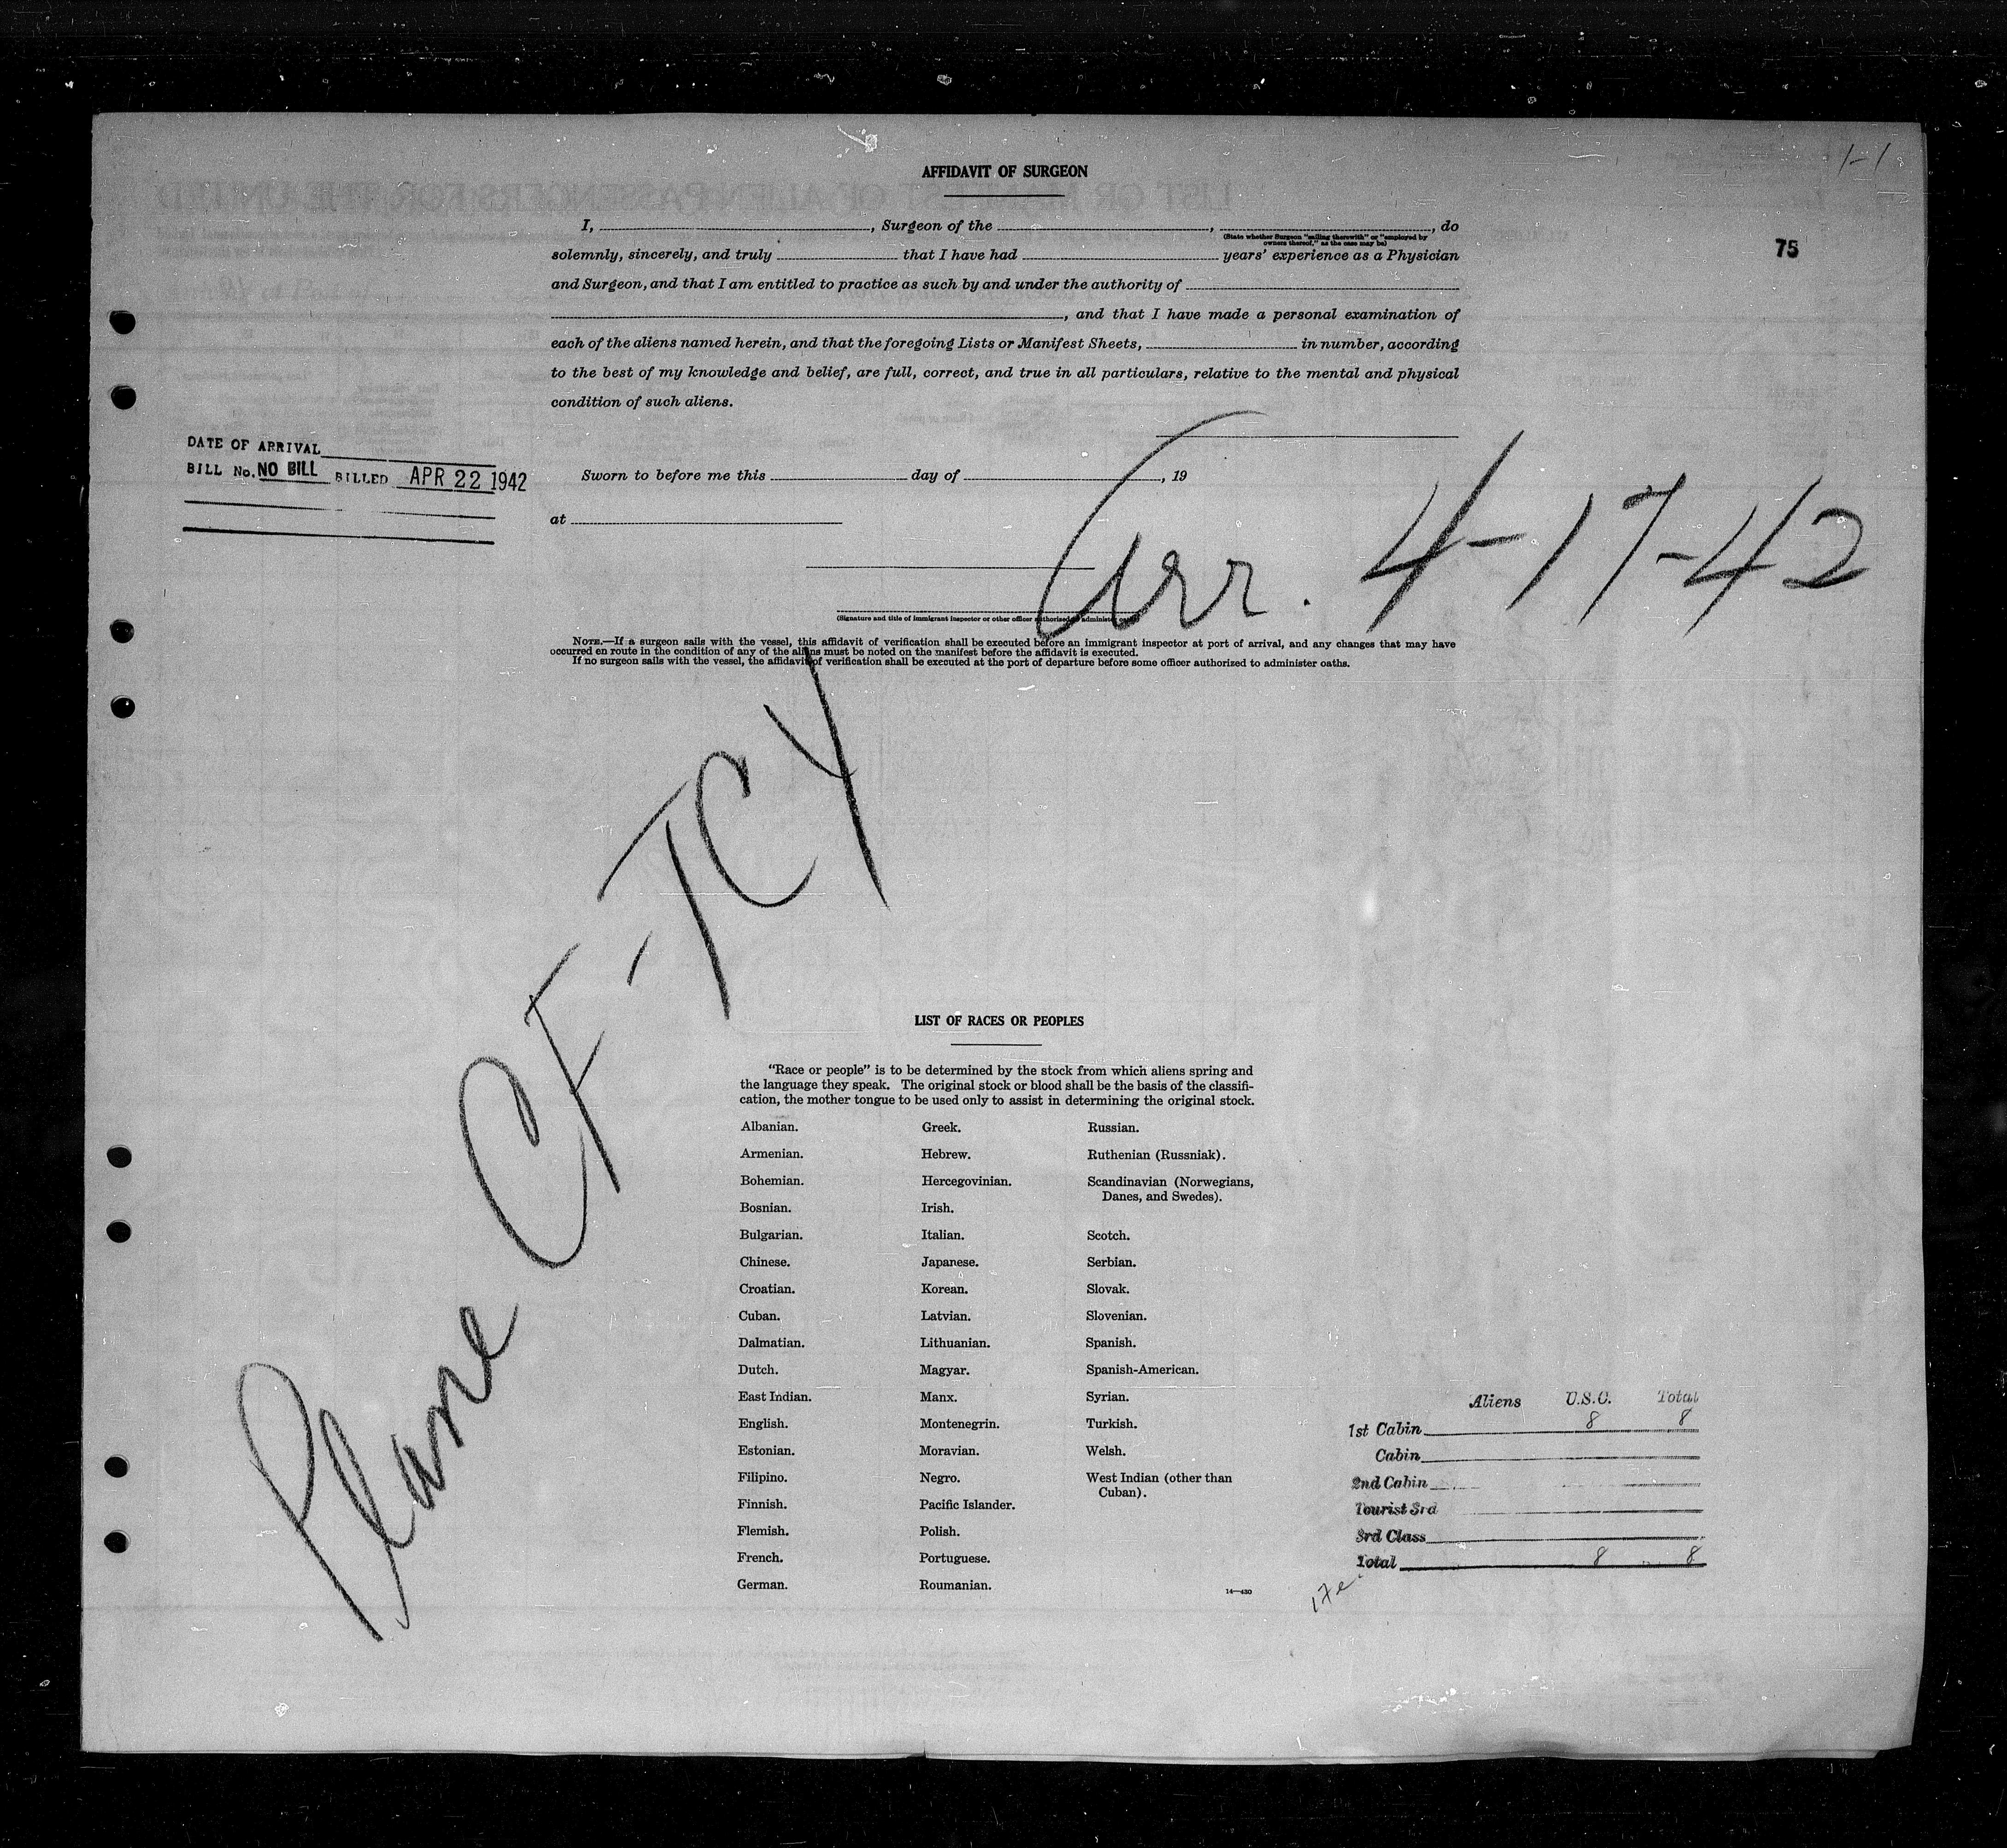 1-1
AFFIDAVIT OF SURGEON
I, , Surgeon of the , , do
(State whether Surgeon "sailing therewith" or "employed by
owners thereof," as the case may be)
75
solemnly, sincerely, and truly that I have had years' experience as a Physician
and Surgeon, and that I am entitled to practice as such by and under the authority of
, and that I have made a personal examination of
each of the aliens named herein, and that the foregoing Lists or Manifest Sheets, in number, according
to the best of my knowledge and belief, are full, correct, and true in all particulars, relative to the mental and physical
condition of such aliens.
DATE OF ARRIVAL
BILL No. NO BILL BILLED APR 22 1942
Sworn to before me this day of , 19
at
Arr. 4-17-42
(Signature and title of immigrant inspector or other officer authorized to administer
NOTE.—If a surgeon sails with the vessel, this affidavit of verification shall be executed before an immigrant inspector at port of arrival, and any changes that may have
occurred en route in the condition of any of the aliens must be noted on the manifest before the affidavit is executed.
If no surgeon sails with the vessel, the affidavit of verification shall be executed at the port of departure before some officer authorized to administer oaths.
Plane CF-TCY
LIST OF RACES OR PEOPLES
"Race or people" is to be determined by the stock from which aliens spring and
the language they speak. The original stock or blood shall be the basis of the classifi-
cation, the mother tongue to be used only to assist in determining the original stock.
Albanian. Greek. Russian.
Armenian. Hebrew. Ruthenian (Russniak).
Bohemian. Hercegovinian. Scandinavian (Norwegians,
Danes, and Swedes).
Bosnian. Irish.
Bulgarian. Italian. Scotch.
Chinese. Japanese. Serbian.
Croatian. Korean. Slovak.
Cuban. Latvian. Slovenian.
Dalmatian. Lithuanian. Spanish.
Dutch. Magyar. Spanish-American.
East Indian. Manx. Syrian.
English. Montenegrin. Turkish.
Estonian. Moravian. Welsh.
Filipino. Negro. West Indian (other than
Cuban).
Finnish. Pacific Islander.
Flemish. Polish.
French. Portuguese.
German. Roumanian.
14—430
Aliens U.S.C. Total
1st Cabin 8 8
Cabin
2nd Cabin
Tourist 3rd
3rd Class
Total 8 8